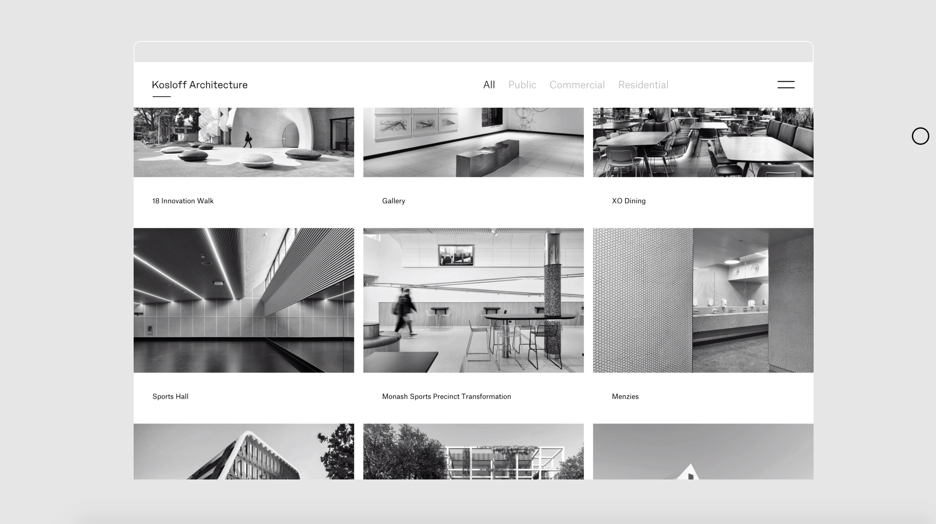 Kosloff Architecture
All Public Commercial Residential
18 Innovation Walk
Gallery
XO Dining
Sports Hall
Monash Sports Precinct Transformation
Menzies